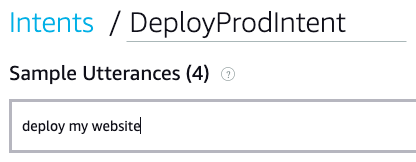 Intents / DeployProdIntent
Sample Utterances (4) ?
deploy my website